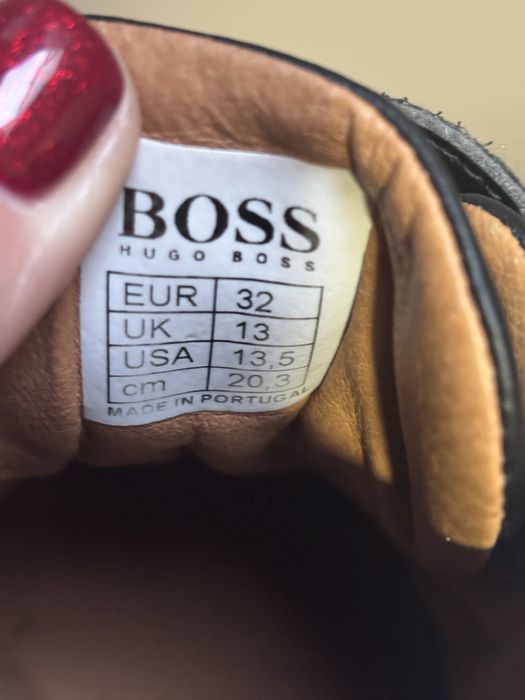 BOSS
HUGO BOSS
EUR 32
UK 13
USA 13,5
cm 20,3
MADE IN PORTUGAL